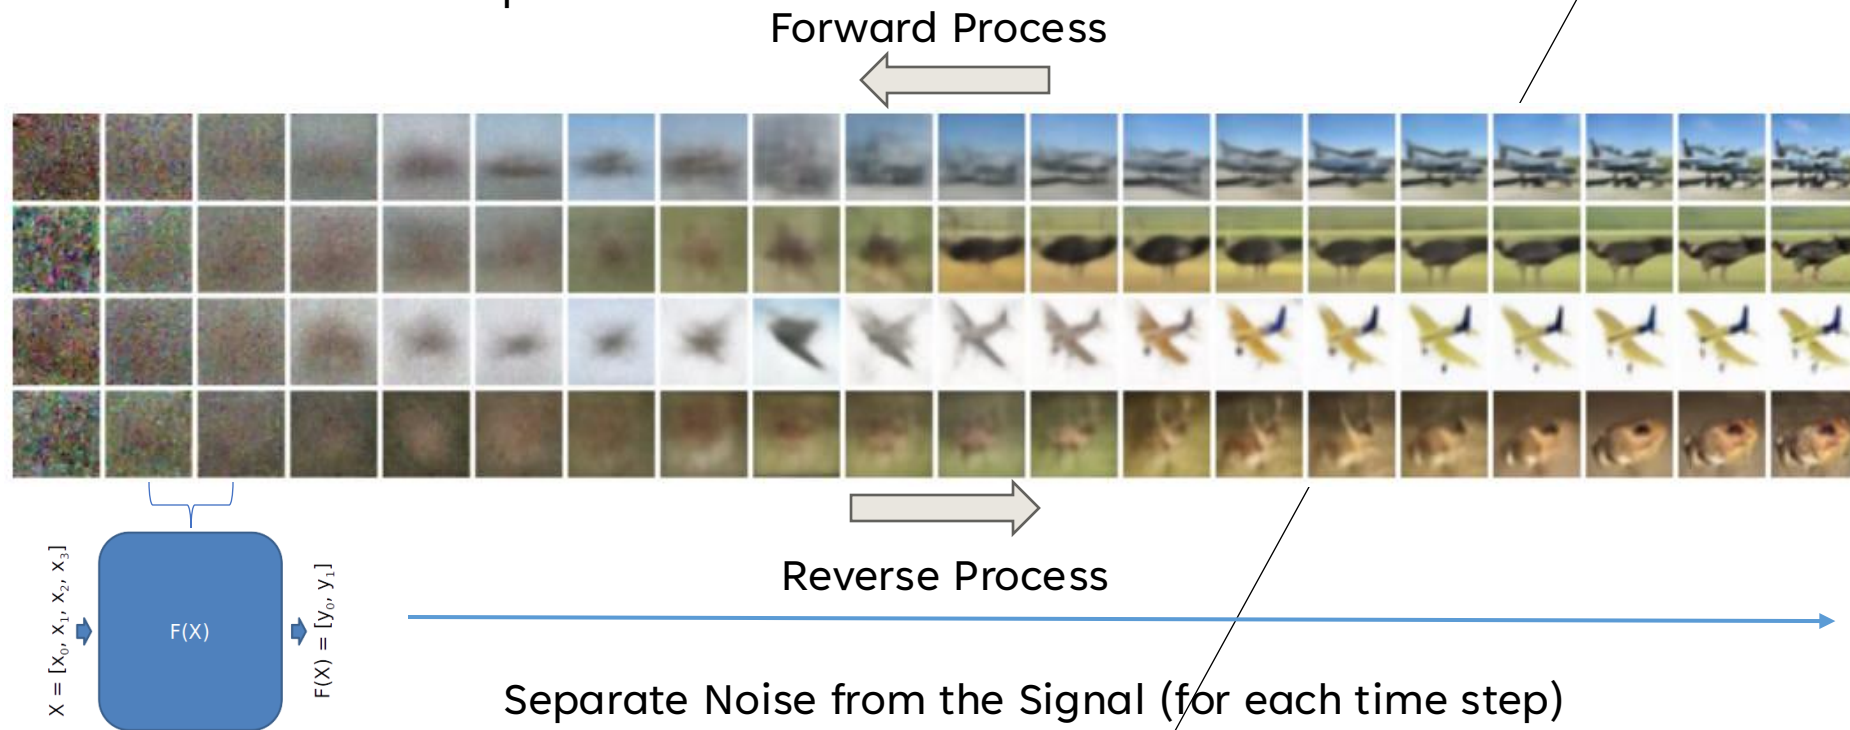 Forward Process
X = [x₀, x₁, x₂, x₃]
F(X)
F(X) = [y₀, y₁]
Reverse Process
Separate Noise from the Signal (for each time step)